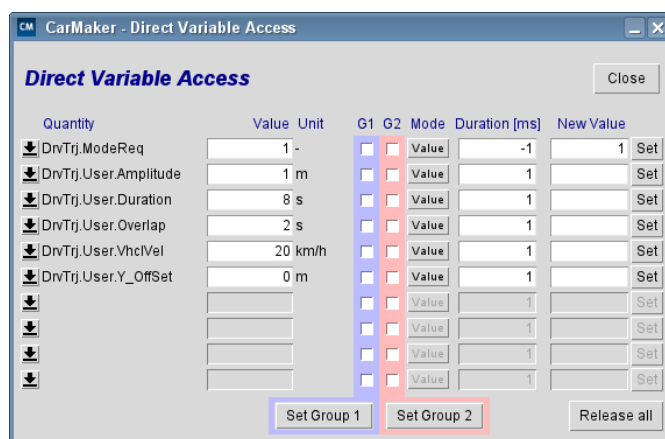 CM CarMaker - Direct Variable Access
Direct Variable Access Close
Quantity Value Unit G1 G2 Mode Duration [ms] New Value
DrvTrj.ModeReq 1 - Value -1 1 Set
DrvTrj.User.Amplitude 1 m Value 1 Set
DrvTrj.User.Duration 8 s Value 1 Set
DrvTrj.User.Overlap 2 s Value 1 Set
DrvTrj.User.VhclVel 20 km/h Value 1 Set
DrvTrj.User.Y_OffSet 0 m Value 1 Set
Value 1 Set
Value 1 Set
Value 1 Set
Value 1 Set
Set Group 1 Set Group 2 Release all